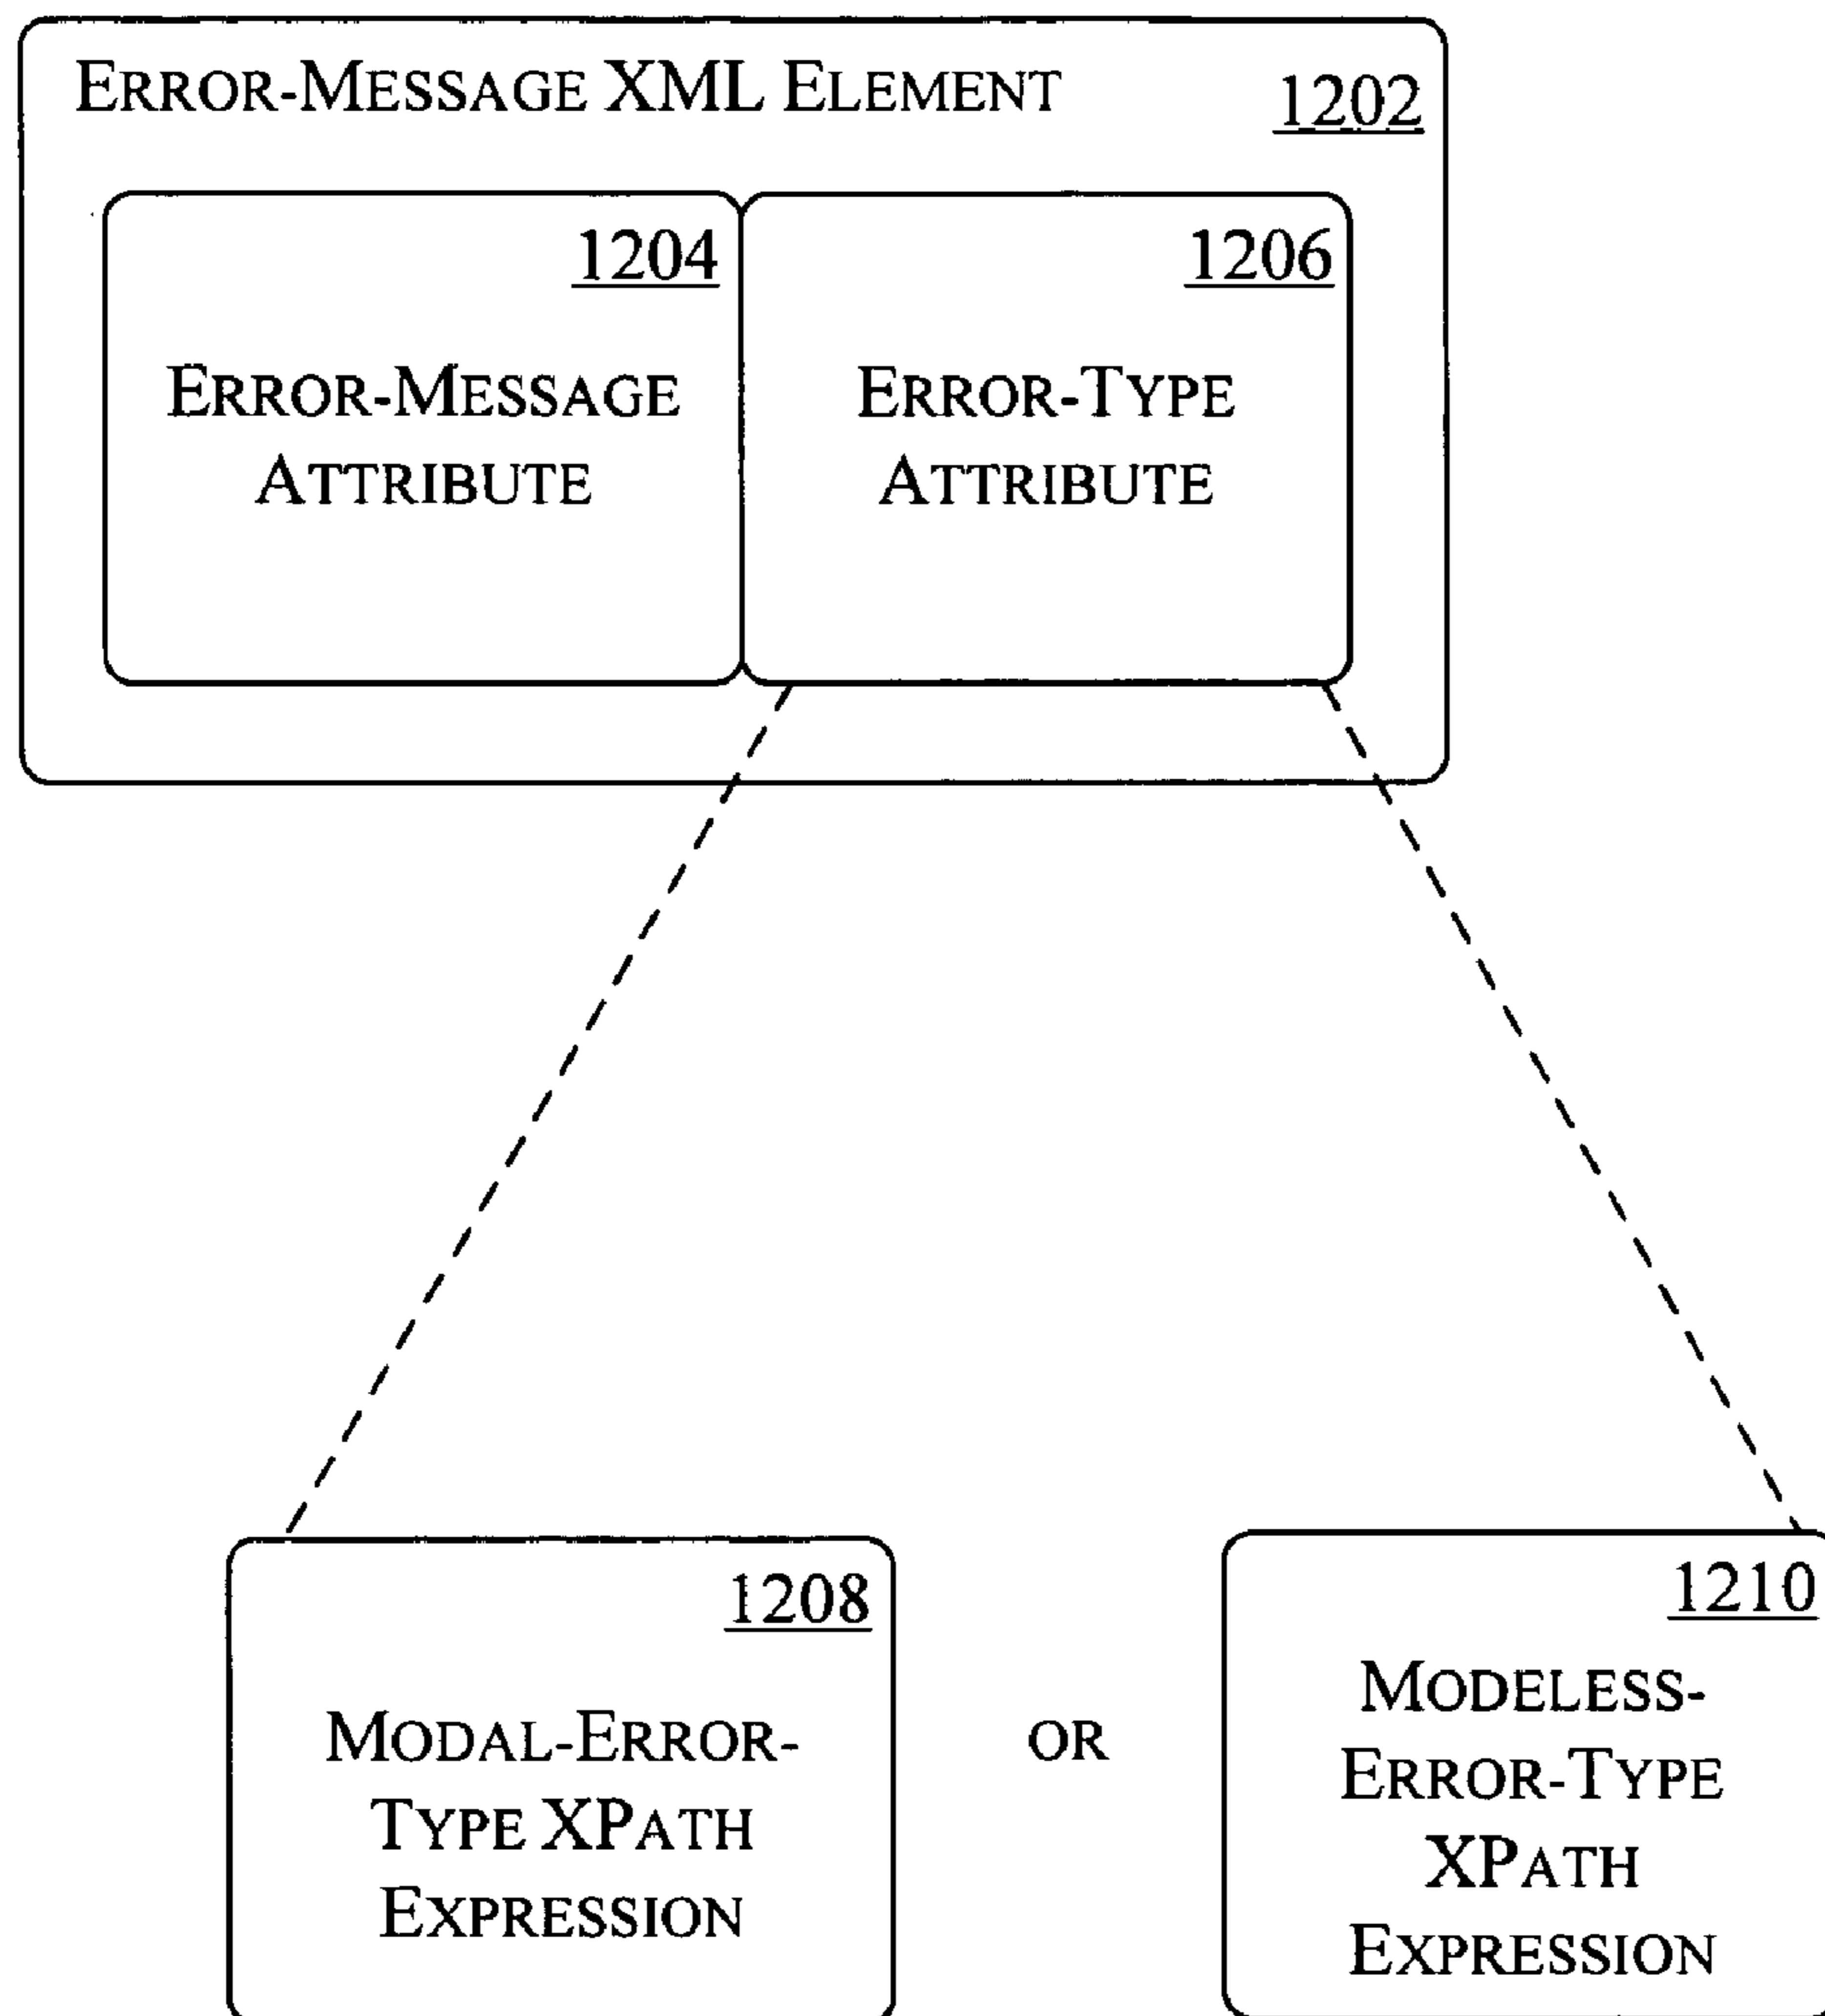 ERROR-MESSAGE XML ELEMENT
1202
1204
ERROR-MESSAGE
ATTRIBUTE
1206
ERROR-TYPE
ATTRIBUTE
1208
MODAL-ERROR-
TYPE XPATH
EXPRESSION
OR
1210
MODELESS-
ERROR-TYPE
XPATH
EXPRESSION